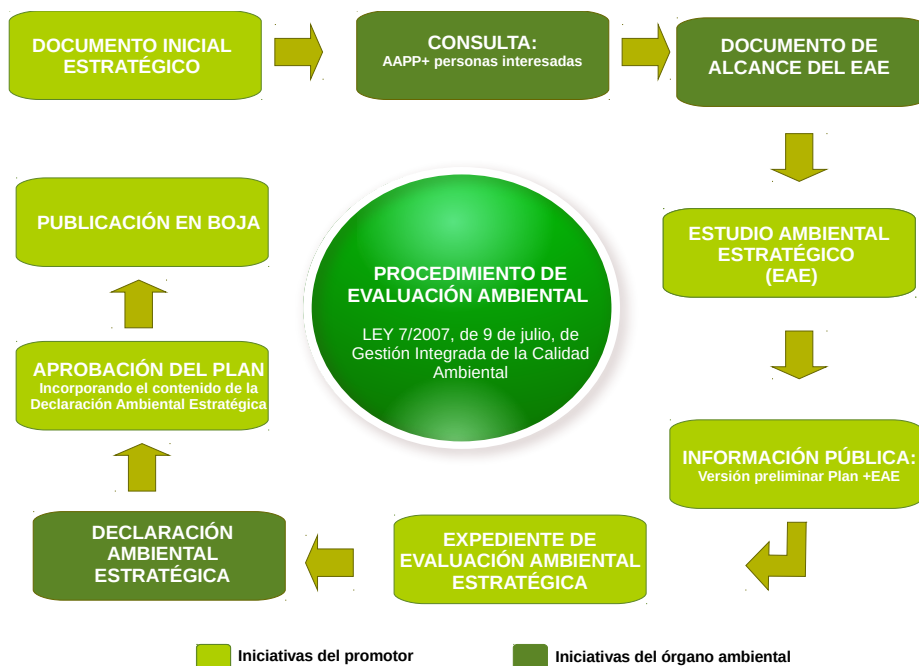 DOCUMENTO INICIAL
ESTRATÉGICO
CONSULTA:
AAPP+ personas interesadas
DOCUMENTO DE
ALCANCE DEL EAE
PUBLICACIÓN EN BOJA
PROCEDIMIENTO DE
EVALUACIÓN AMBIENTAL
LEY 7/2007, de 9 de julio, de
Gestión Integrada de la Calidad
Ambiental
ESTUDIO AMBIENTAL
ESTRATÉGICO
(EAE)
APROBACIÓN DEL PLAN
Incorporando el contenido de la
Declaración Ambiental Estratégica
INFORMACIÓN PÚBLICA:
Versión preliminar Plan +EAE
DECLARACIÓN
AMBIENTAL
ESTRATÉGICA
EXPEDIENTE DE
EVALUACIÓN AMBIENTAL
ESTRATÉGICA
Iniciativas del promotor
Iniciativas del órgano ambiental